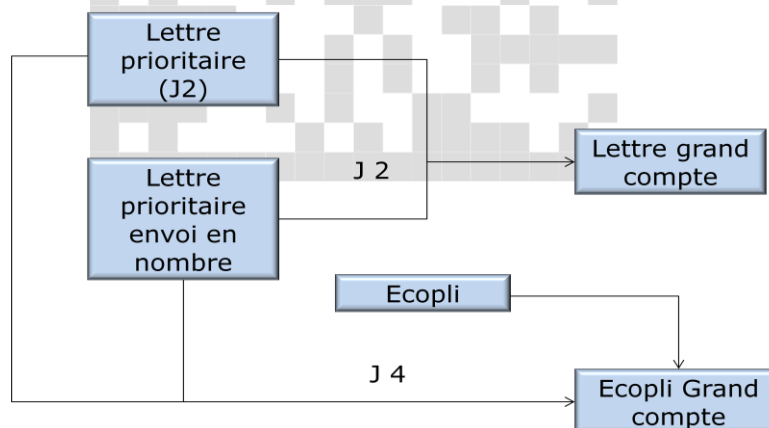 Lettre
prioritaire
(J2)
Lettre
prioritaire
envoi en
nombre
J 2
Lettre grand
compte
Ecopli
J 4
Ecopli Grand
compte